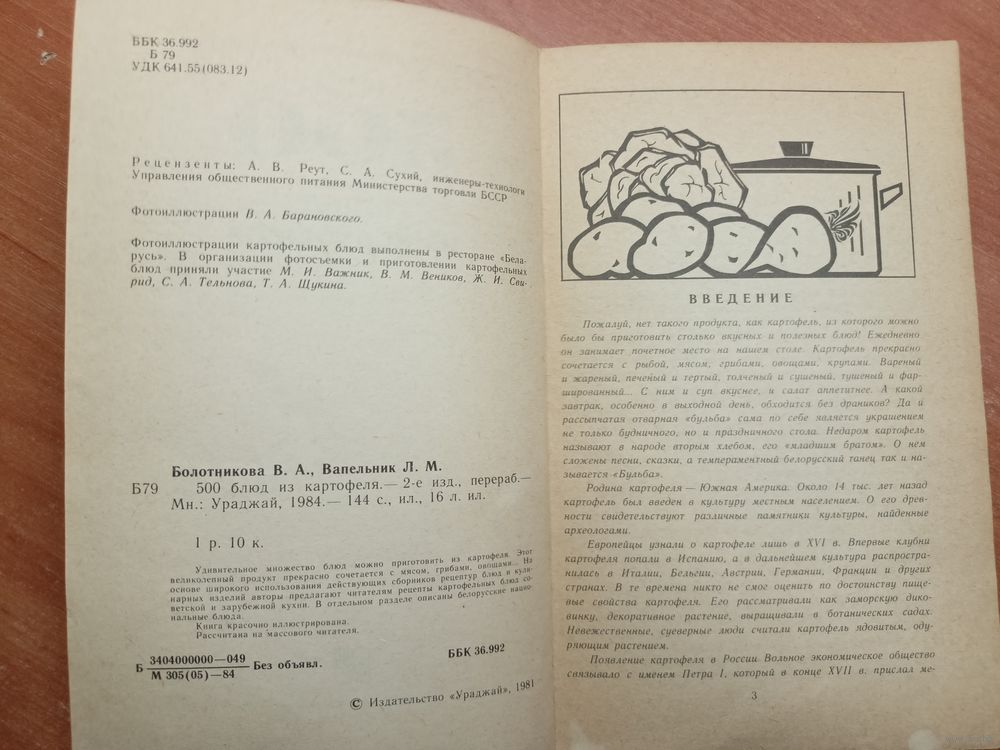 ББК 36.992
Б 79
УДК 641.55(083.12)
Рецензенты: А. В. Реут, С. А. Сухий, инженеры-технологи
Управления общественного питания Министерства торговли БССР
Фотоиллюстрации В. А. Барановского.
Фотоиллюстрации картофельных блюд выполнены в ресторане «Бела-
русь». В организации фотосъемки и приготовлении картофельных
блюд приняли участие М. И. Важник, В. М. Веников, Ж. И. Сви-
рид, С. А. Тельнова, Т. А. Щукина.
Болотникова В. А., Вапельник Л. М.
Б79 500 блюд из картофеля.— 2-е изд., перераб.—
Мн.: Ураджай, 1984.— 144 с., ил., 16 л. ил.
1 р. 10 к.
Удивительное множество блюд можно приготовить из картофеля. Этот
великолепный продукт прекрасно сочетается с мясом, грибами, овощами... На
основе широкого использования действующих сборников рецептур блюд и кули-
нарных изделий авторы предлагают читателям рецепты картофельных блюд со-
ветской и зарубежной кухни. В отдельном разделе описаны белорусские нацио-
нальные блюда.
Книга красочно иллюстрирована.
Рассчитана на массового читателя.
Б 3404000000—049 Без объявл.
М 305(05)—84
ББК 36.992
© Издательство «Ураджай», 1981
ВВЕДЕНИЕ
Пожалуй, нет такого продукта, как картофель, из которого можно
было бы приготовить столько вкусных и полезных блюд! Ежедневно
он занимает почетное место на нашем столе. Картофель прекрасно
сочетается с рыбой, мясом, грибами, овощами, крупами. Вареный
и жареный, печеный и тертый, толченый и сушеный, тушеный и фар-
шированный... С ним и суп вкуснее, и салат аппетитнее. А какой
завтрак, особенно в выходной день, обходится без драников? Да и
рассыпчатая отварная «бульба» сама по себе является украшением
не только будничного, но и праздничного стола. Недаром картофель
называют в народе вторым хлебом, его «младшим братом». О нем
сложены песни, сказки, а темпераментный белорусский танец так и на-
зывается «Бульба».
Родина картофеля — Южная Америка. Около 14 тыс. лет назад
картофель был введен в культуру местным населением. О его древ-
ности свидетельствуют различные памятники культуры, найденные
археологами.
Европейцы узнали о картофеле лишь в XVI в. Впервые клубни
картофеля попали в Испанию, а в дальнейшем культура распростра-
нилась в Италии, Бельгии, Австрии, Германии, Франции и других
странах. В те времена никто не смог оценить по достоинству пище-
вые свойства картофеля. Его рассматривали как заморскую дико-
винку, декоративное растение, выращивали в ботанических садах.
Невежественные, суеверные люди считали картофель ядовитым, оду-
ряющим растением.
Появление картофеля в России Вольное экономическое общество
связывало с именем Петра I, который в конце XVII в. прислал ме-
3